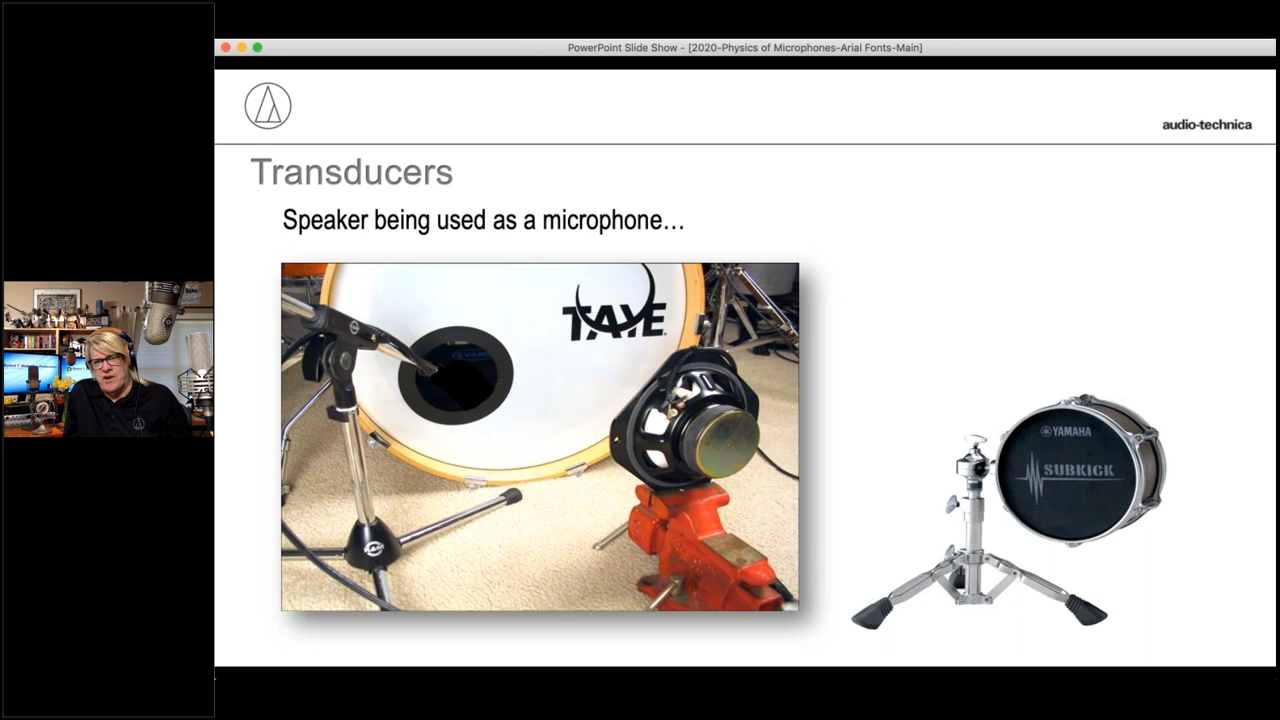 PowerPoint Slide Show - [2020-Physics of Microphones-Arial Fonts-Main]
audio-technica
Transducers
Speaker being used as a microphone…
TAYE
YAMAHA
SUBKICK